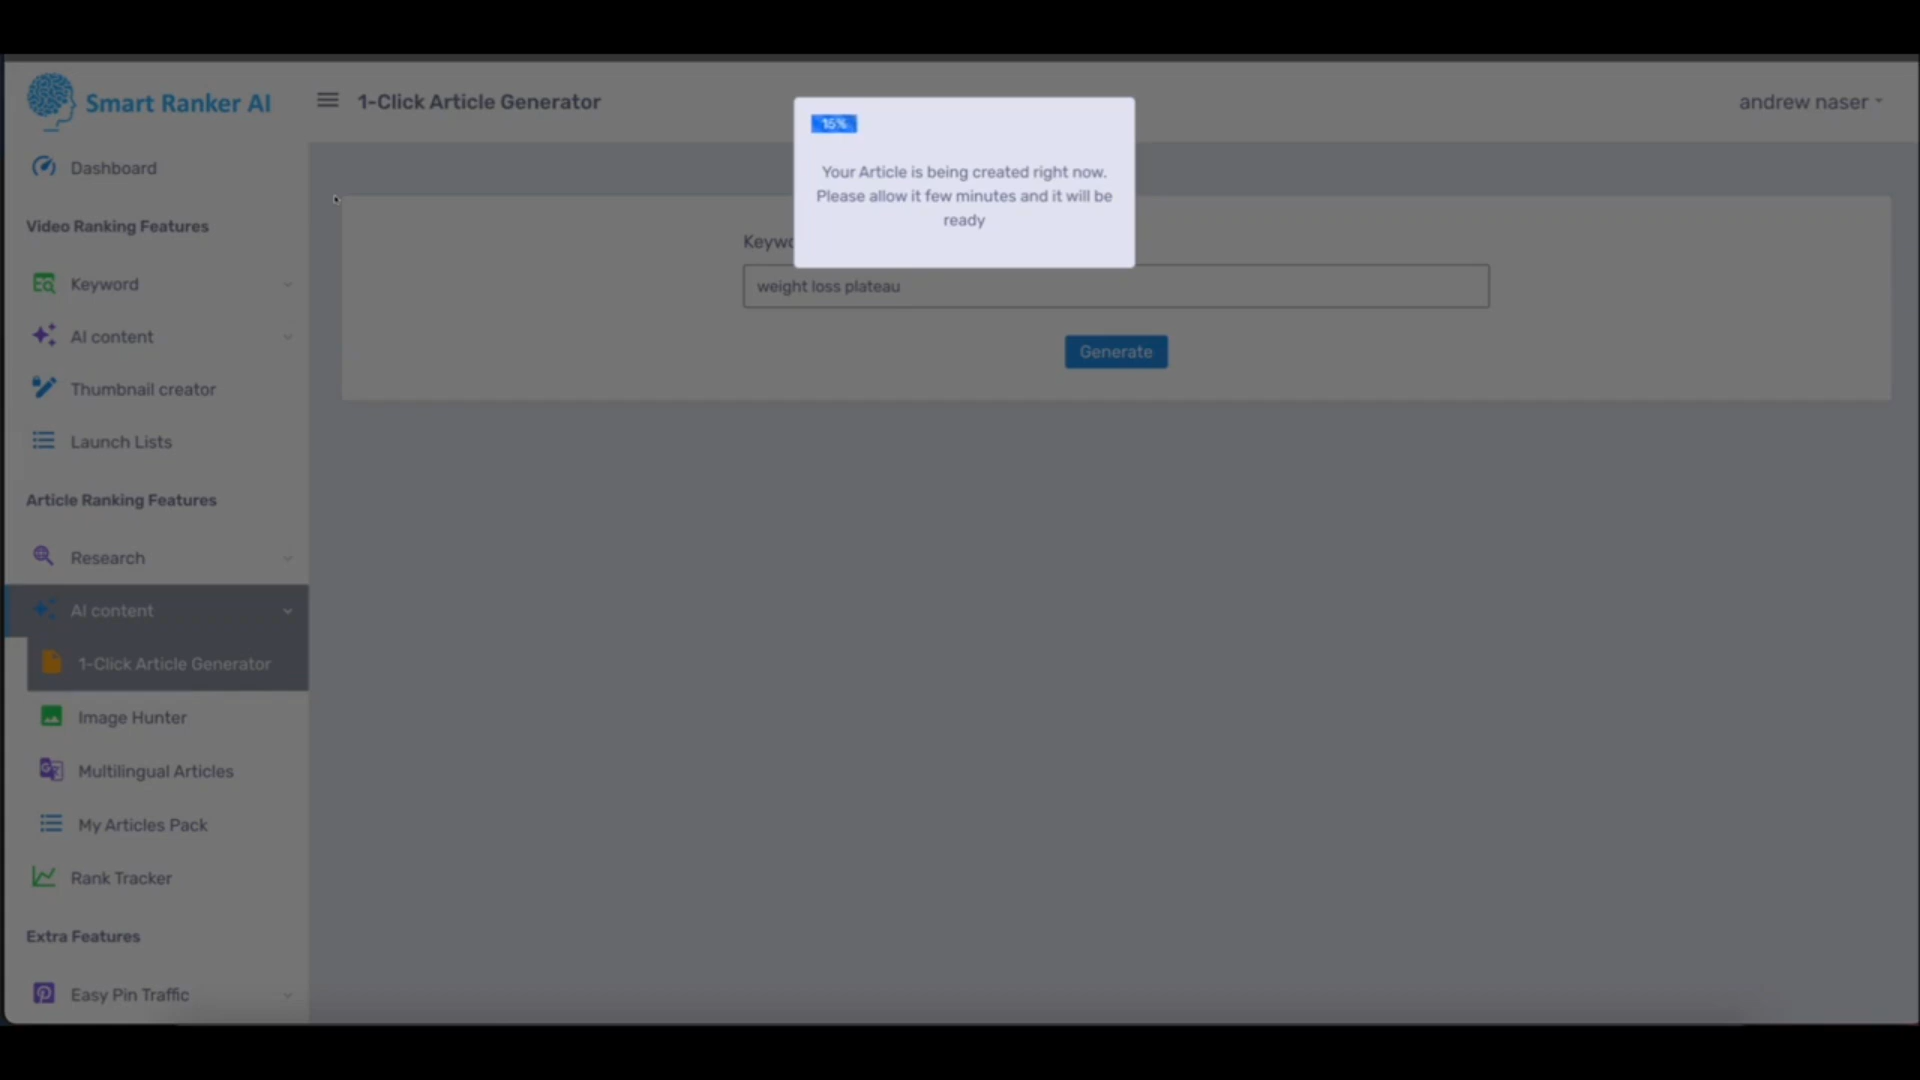 Smart Ranker AI
1-Click Article Generator
andrew naser
15%
Your Article is being created right now.
Please allow it few minutes and it will be
ready
Dashboard
Video Ranking Features
Keyword
AI content
Thumbnail creator
Launch Lists
Article Ranking Features
Research
AI content
1-Click Article Generator
Image Hunter
Multilingual Articles
My Articles Pack
Rank Tracker
Extra Features
Easy Pin Traffic
Keywo
weight loss plateau
Generate